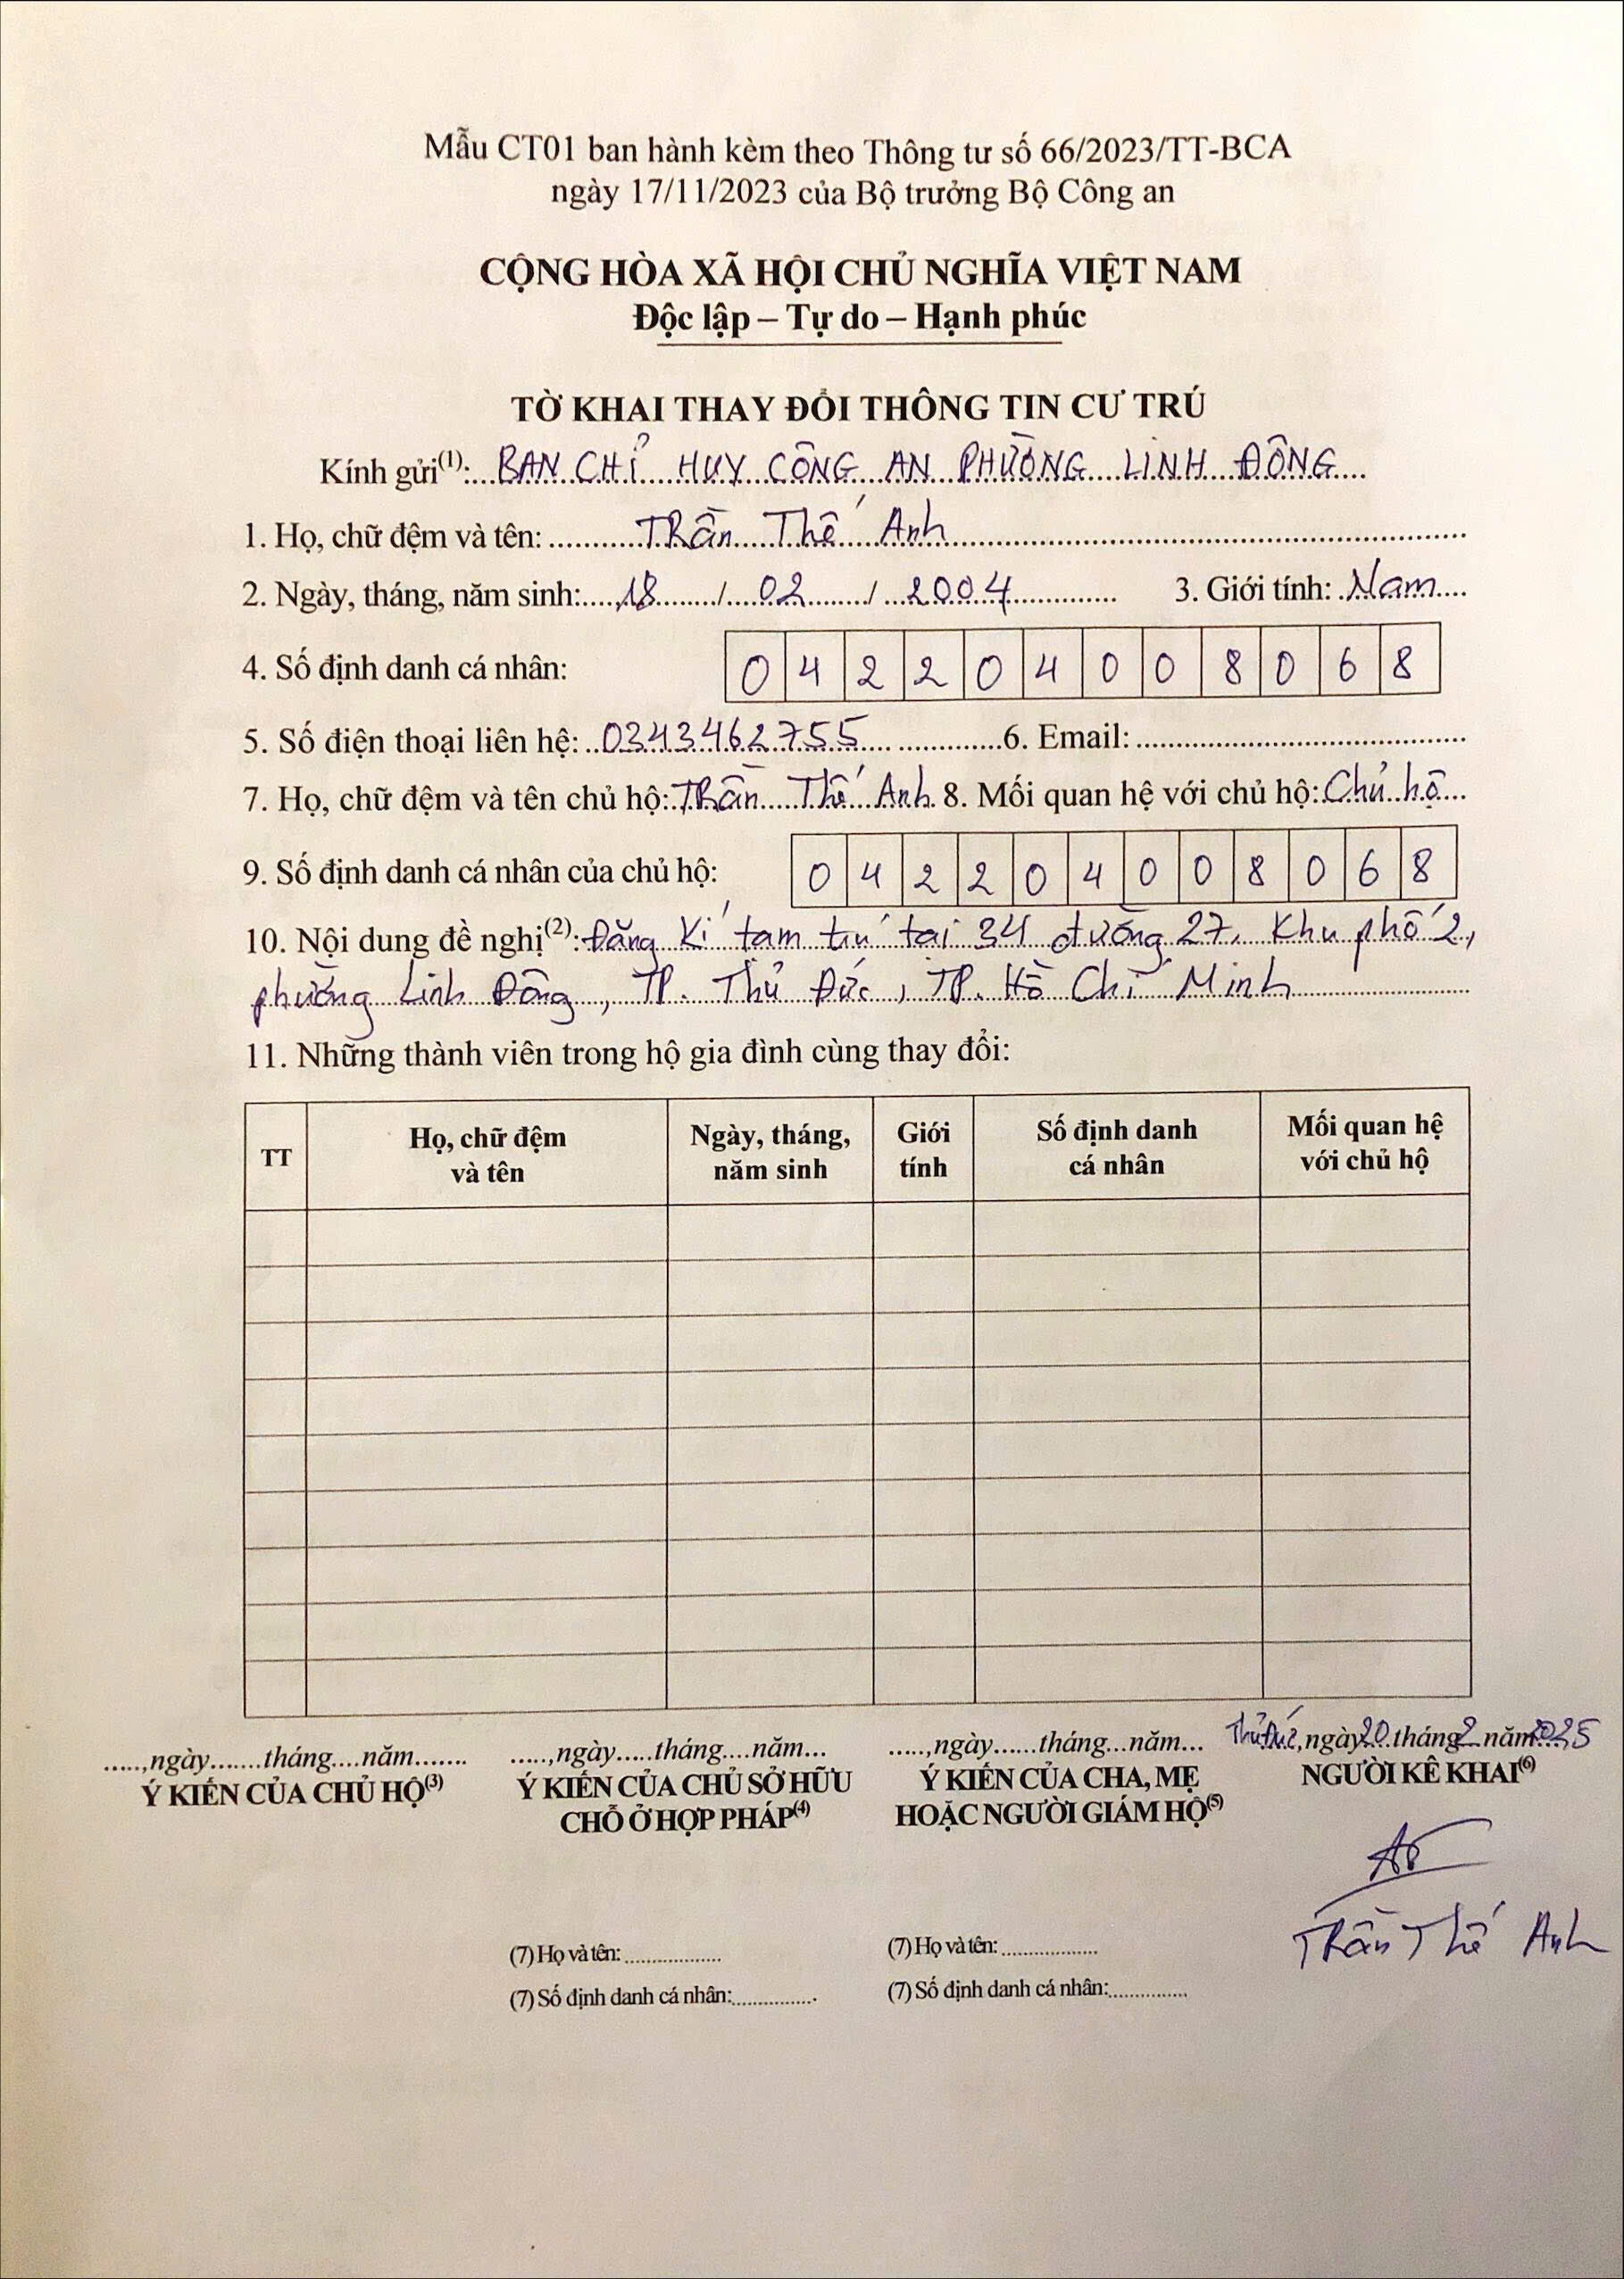 Mẫu CT01 ban hành kèm theo Thông tư số 66/2023/TT-BCA
ngày 17/11/2023 của Bộ trưởng Bộ Công an
CỘNG HÒA XÃ HỘI CHỦ NGHĨA VIỆT NAM
Độc lập – Tự do – Hạnh phúc
TỜ KHAI THAY ĐỔI THÔNG TIN CƯ TRÚ
Kính gửi(1):...BAN CHỈ HUY CÔNG AN PHƯỜNG LINH ĐÔNG....
1. Họ, chữ đệm và tên: ...........Trần Thế Anh...........
2. Ngày, tháng, năm sinh:....18......../....02......../ ...2004............. 3. Giới tính: .Nam....
4. Số định danh cá nhân: 0 4 2 2 0 4 0 0 8 0 6 8
5. Số điện thoại liên hệ: ..0343462755.... .............6. Email: ........................................
7. Họ, chữ đệm và tên chủ hộ: Trần Thế Anh. 8. Mối quan hệ với chủ hộ: Chủ hộ...
9. Số định danh cá nhân của chủ hộ: 0 4 2 2 0 4 0 0 8 0 6 8
10. Nội dung đề nghị(2): Đăng kí tạm trú tại 34 đường 27, Khu phố 2,
phường Linh Đông, TP. Thủ Đức, TP. Hồ Chí Minh......................
11. Những thành viên trong hộ gia đình cùng thay đổi:
TT Họ, chữ đệm Ngày, tháng, Giới Số định danh Mối quan hệ
và tên năm sinh tính cá nhân với chủ hộ
.....,ngày.......tháng....năm....... .....,ngày.....tháng....năm... .....,ngày......tháng...năm... Thủ Đức, ngày 20 tháng 2 năm 2025
Ý KIẾN CỦA CHỦ HỘ(3) Ý KIẾN CỦA CHỦ SỞ HỮU Ý KIẾN CỦA CHA, MẸ NGƯỜI KÊ KHAI(6)
CHỖ Ở HỢP PHÁP(4) HOẶC NGƯỜI GIÁM HỘ(5)
(7) Họ và tên: .................. (7) Họ và tên: .................. Trần Thế Anh
(7) Số định danh cá nhân:............... (7) Số định danh cá nhân:...............